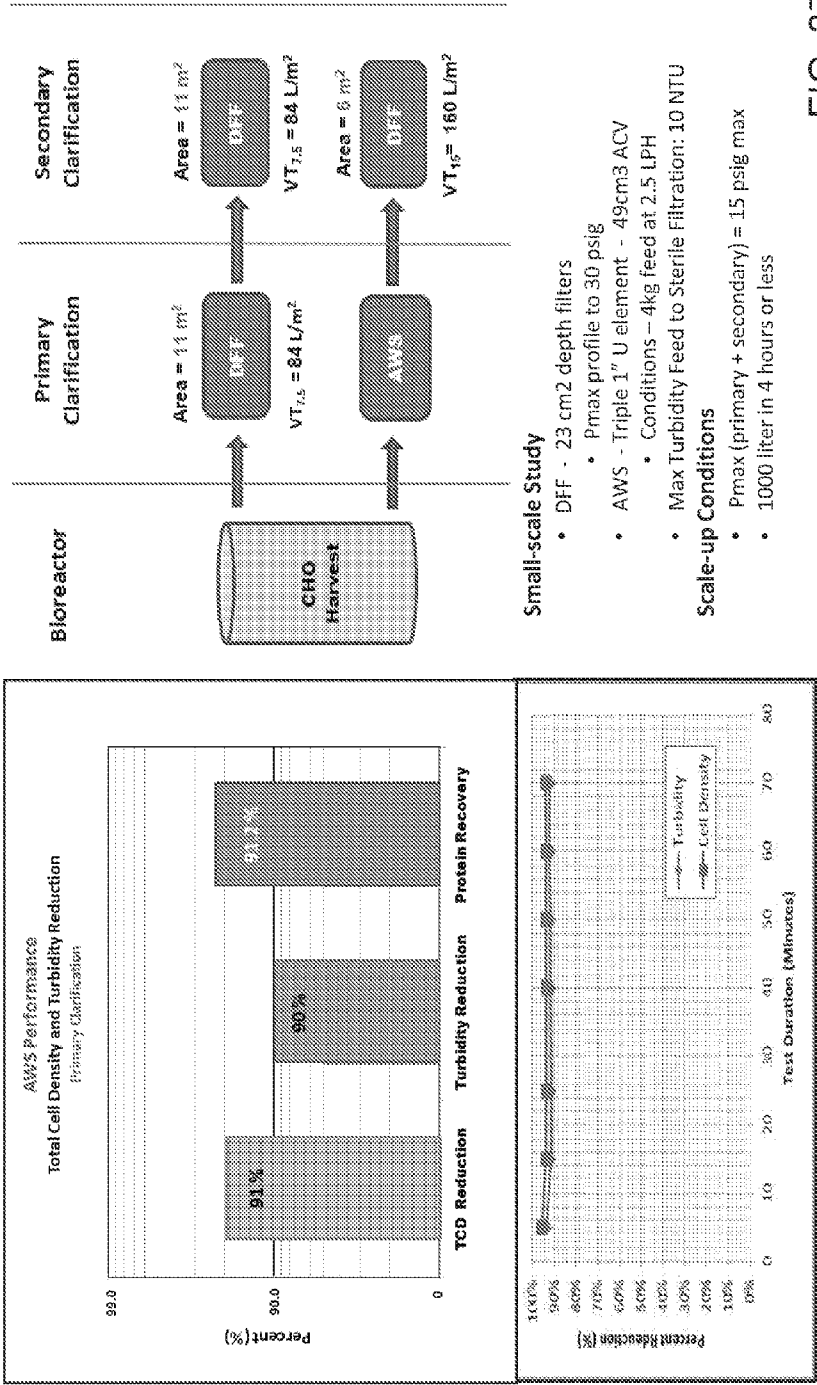 AWS Performance
Total Cell Density and Turbidity Reduction
Primary Clarification
Percent (%)
99.0
90.0
0
91%
90%
TCD Reduction
Turbidity Reduction
Protein Recovery
Percent Rduction (%)
100%
90%
80%
70%
60%
50%
40%
30%
20%
10%
0%
0
10
20
30
40
50
60
70
80
Turbidity
Cell Density
Test Duration (Minutes)
Bioreactor
Primary
Clarification
Secondary
Clarification
CHO
Harvest
Area = 11 m²
DFF
VT7.5 = 84 L/m²
Area = 11 m²
DFF
VT7.5 = 84 L/m²
AWS
Area = 6 m²
DFF
VT15= 160 L/m²
Small-scale Study
• DFF - 23 cm2 depth filters
• Pmax profile to 30 psig
• AWS - Triple 1" U element - 49cm3 ACV
• Conditions – 4kg feed at 2.5 LPH
• Max Turbidity Feed to Sterile Filtration: 10 NTU
Scale-up Conditions
• Pmax (primary + secondary) = 15 psig max
• 1000 liter in 4 hours or less